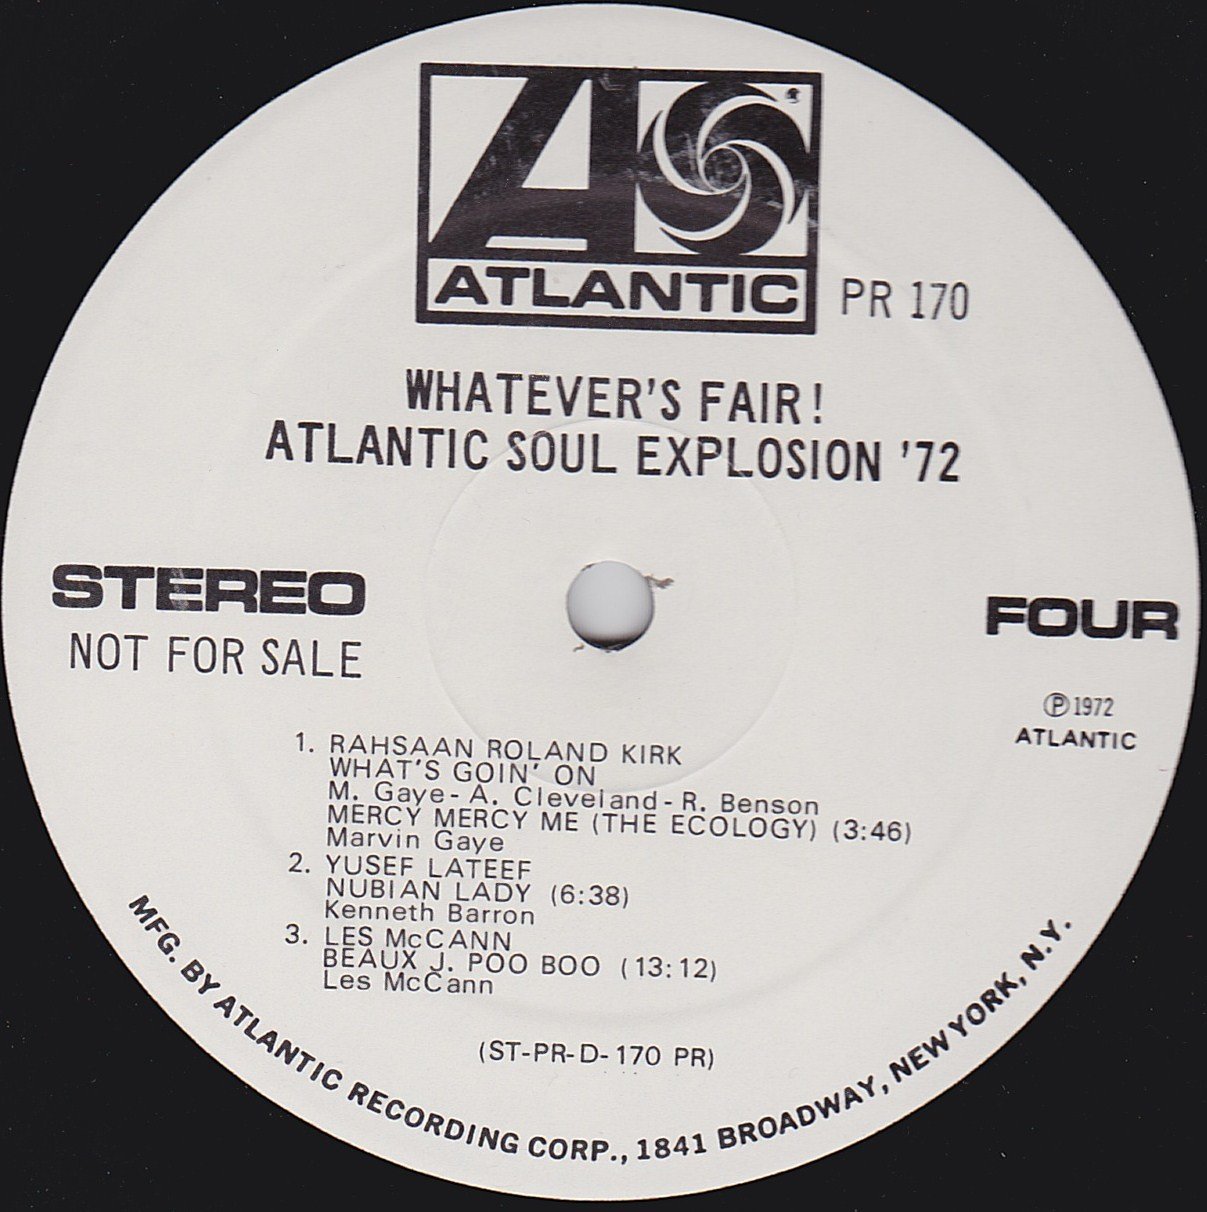 ATLANTIC
PR 170
WHATEVER'S FAIR!
ATLANTIC SOUL EXPLOSION '72
STEREO
NOT FOR SALE
FOUR
Ⓟ1972
ATLANTIC
1. RAHSAAN ROLAND KIRK
WHAT'S GOIN' ON
M. Gaye - A. Cleveland - R. Benson
MERCY MERCY ME (THE ECOLOGY) (3:46)
Marvin Gaye
2. YUSEF LATEEF
NUBIAN LADY (6:38)
Kenneth Barron
3. LES McCANN
BEAUX J. POO BOO (13:12)
Les McCann
(ST-PR-D-170 PR)
MFG. BY ATLANTIC RECORDING CORP., 1841 BROADWAY, NEW YORK, N.Y.